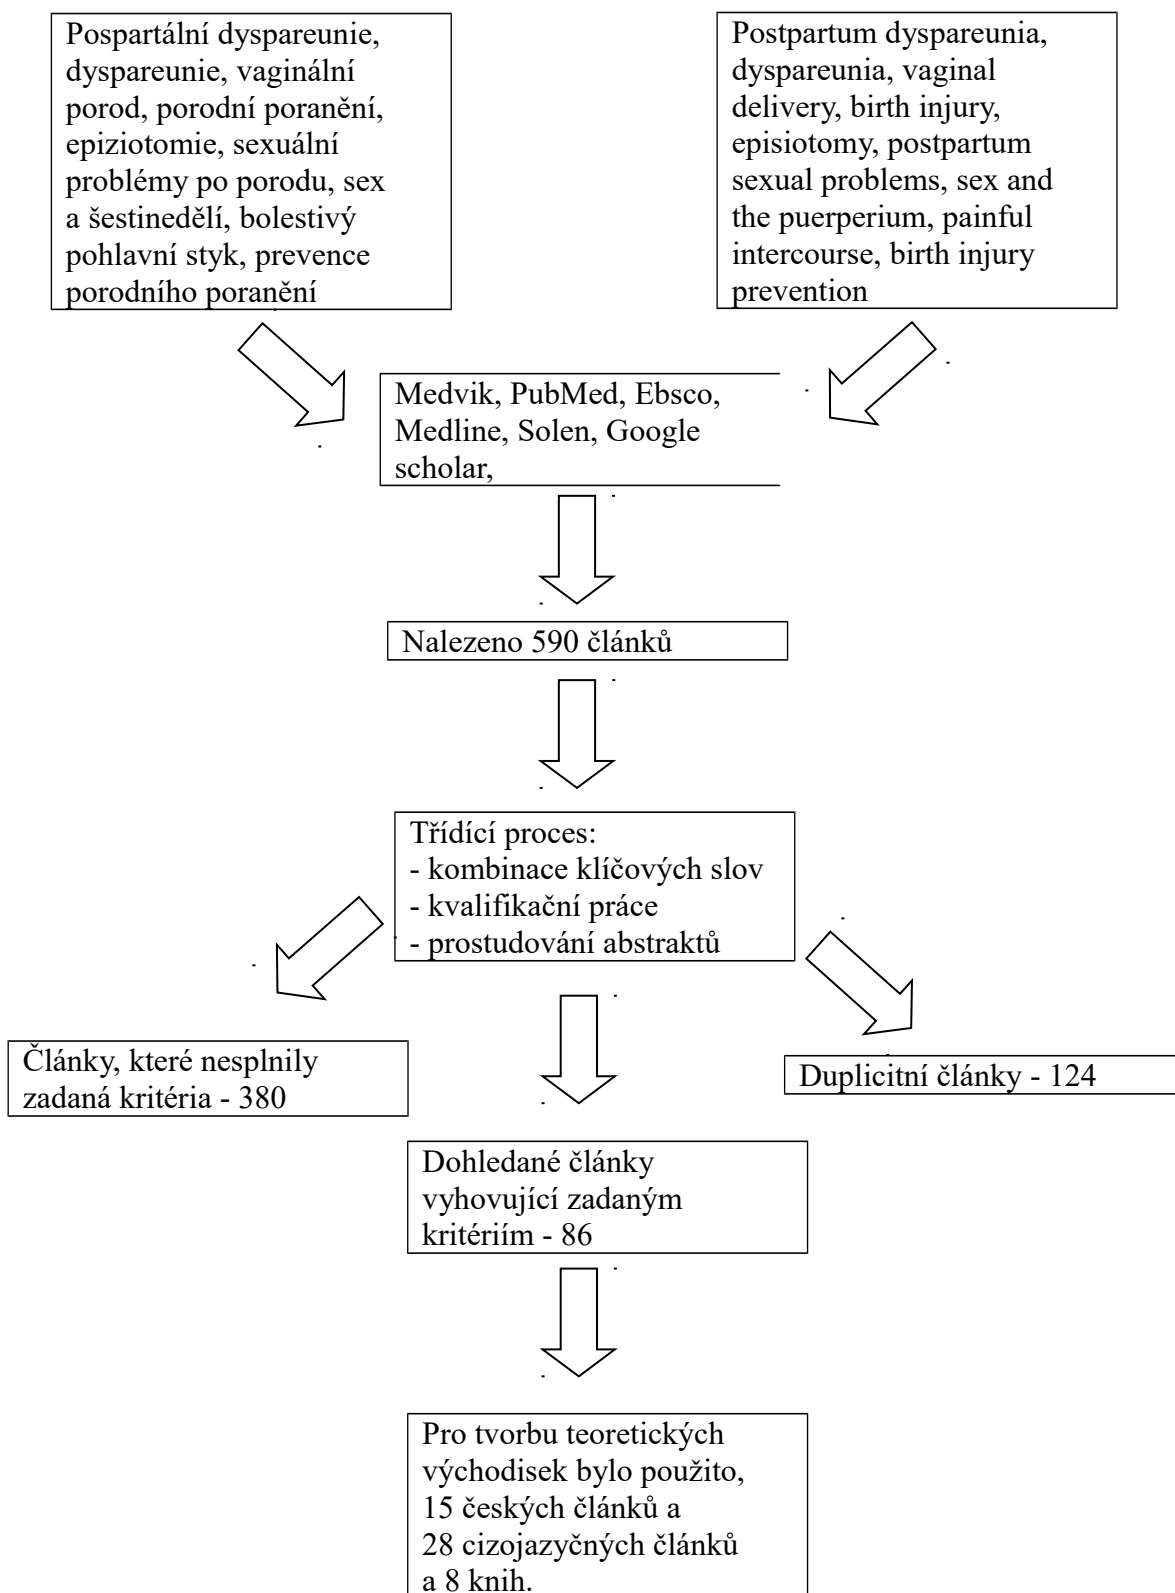 Pospartální dyspareunie,
dyspareunie, vaginální
porod, porodní poranění,
epiziotomie, sexuální
problémy po porodu, sex
a šestinedělí, bolestivý
pohlavní styk, prevence
porodního poranění
Postpartum dyspareunia,
dyspareunia, vaginal
delivery, birth injury,
episiotomy, postpartum
sexual problems, sex and
the puerperium, painful
intercourse, birth injury
prevention
Medvik, PubMed, Ebsco,
Medline, Solen, Google
scholar,
Nalezeno 590 článků
Třídící proces:
- kombinace klíčových slov
- kvalifikační práce
- prostudování abstraktů
Články, které nesplnily
zadaná kritéria - 380
Duplicitní články - 124
Dohledané články
vyhovující zadaným
kritériím - 86
Pro tvorbu teoretických
východisek bylo použito,
15 českých článků a
28 cizojazyčných článků
a 8 knih.